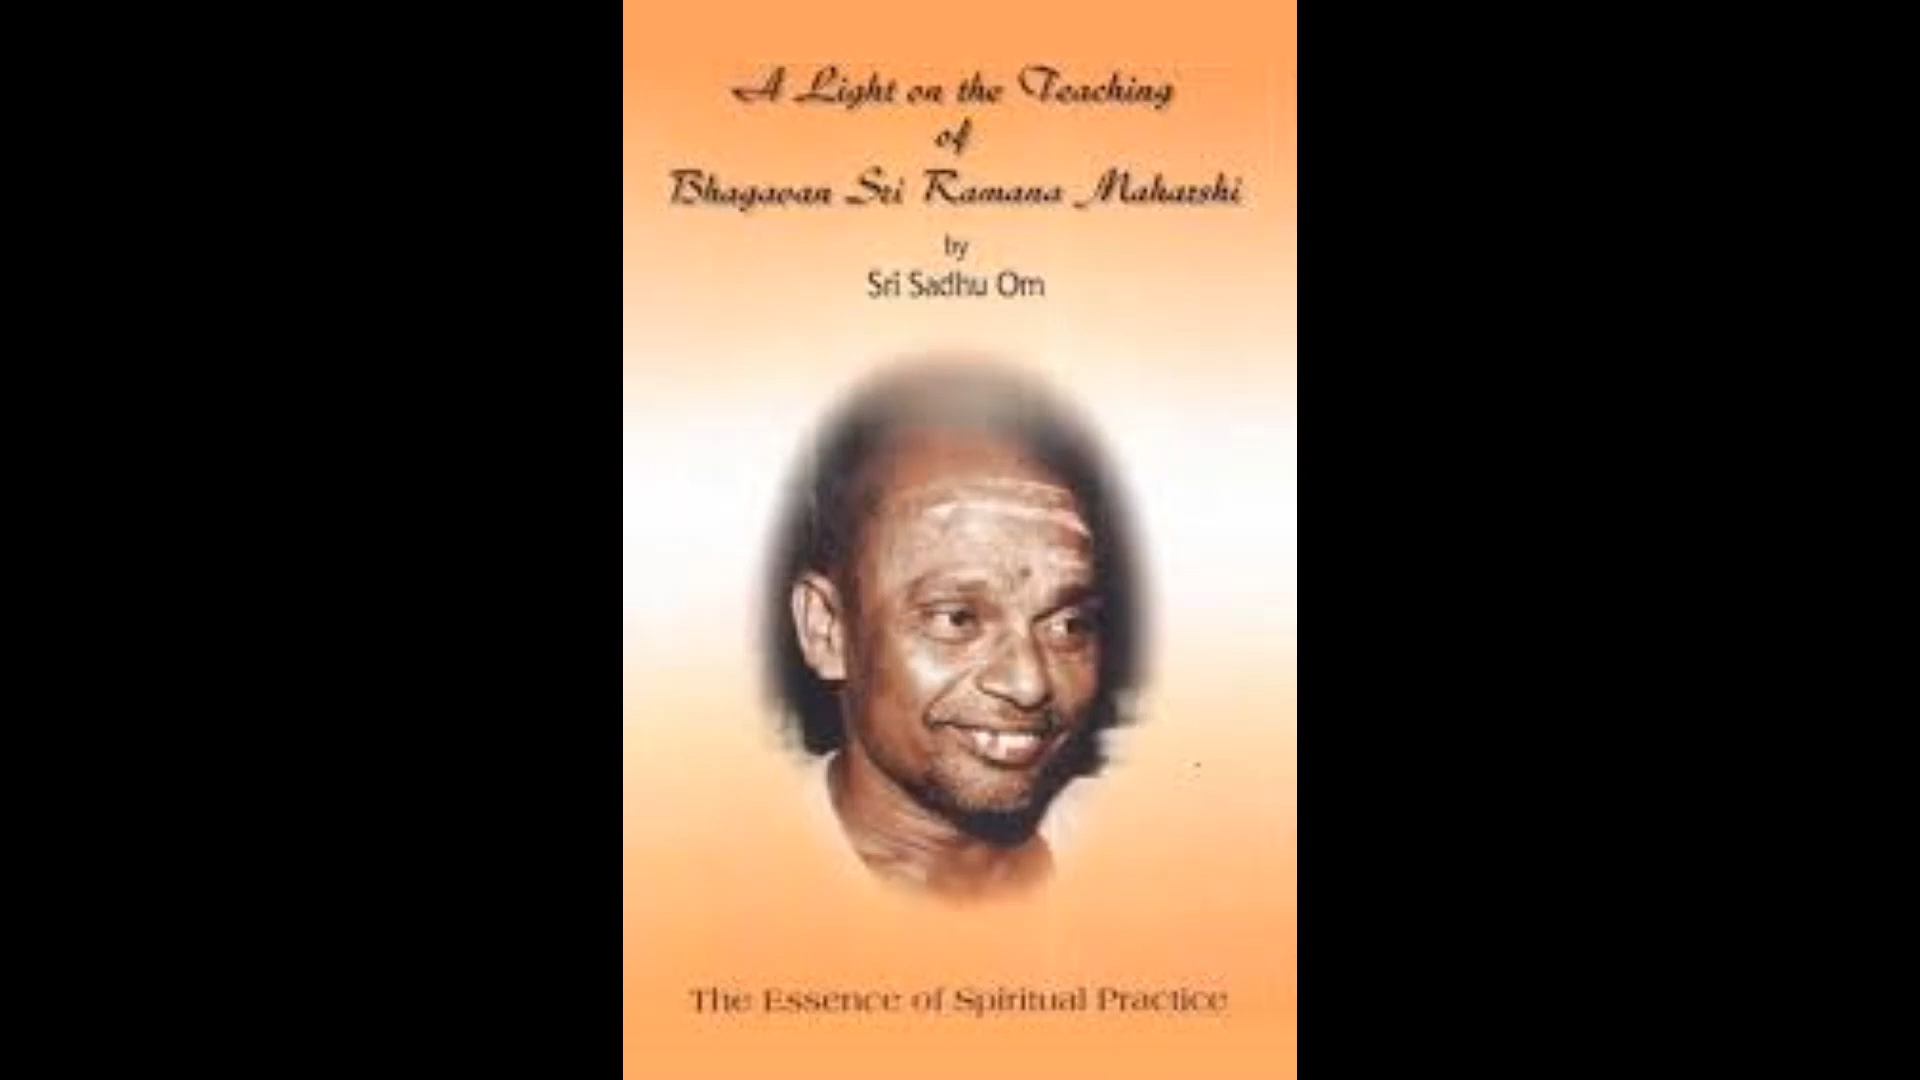 A Light on the Teaching
of
Bhagavan Sri Ramana Maharshi
by
Sri Sadhu Om
The Essence of Spiritual Practice